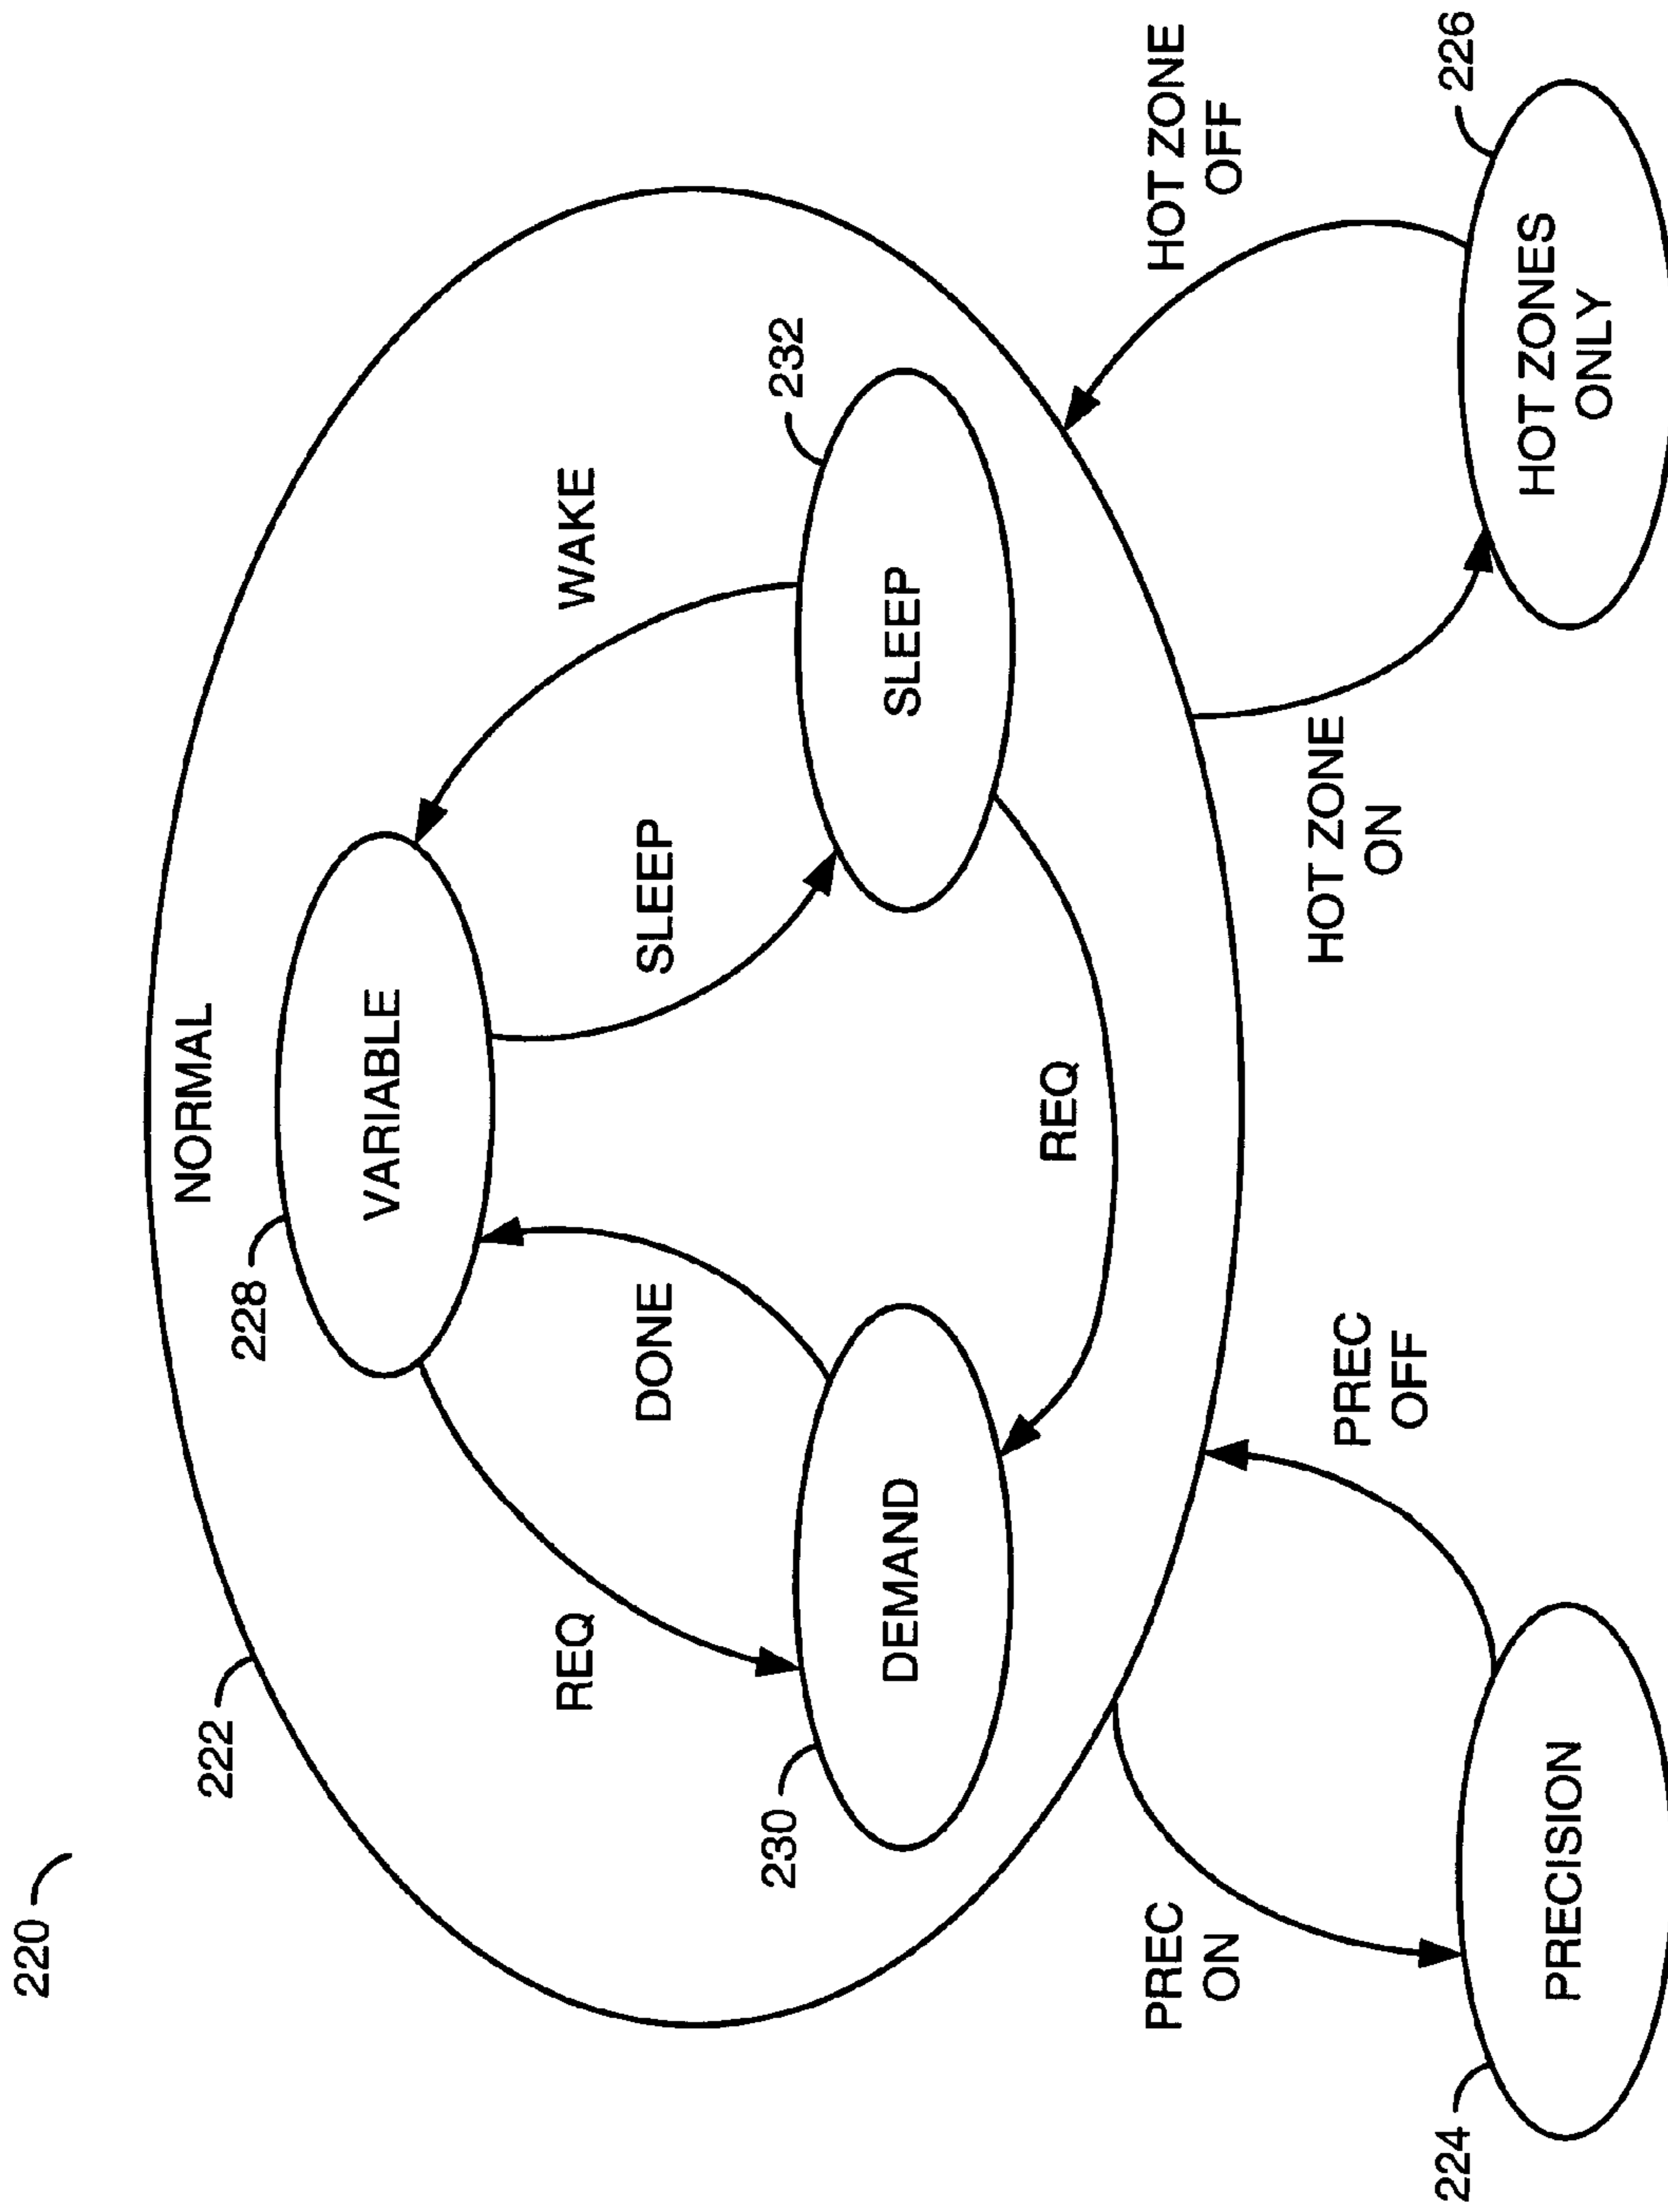 220
222
NORMAL
228
VARIABLE
REQ
DONE
SLEEP
WAKE
230
DEMAND
232
SLEEP
REQ
PREC
ON
PREC
OFF
HOT ZONE
ON
HOT ZONE
OFF
224
PRECISION
226
HOT ZONES
ONLY